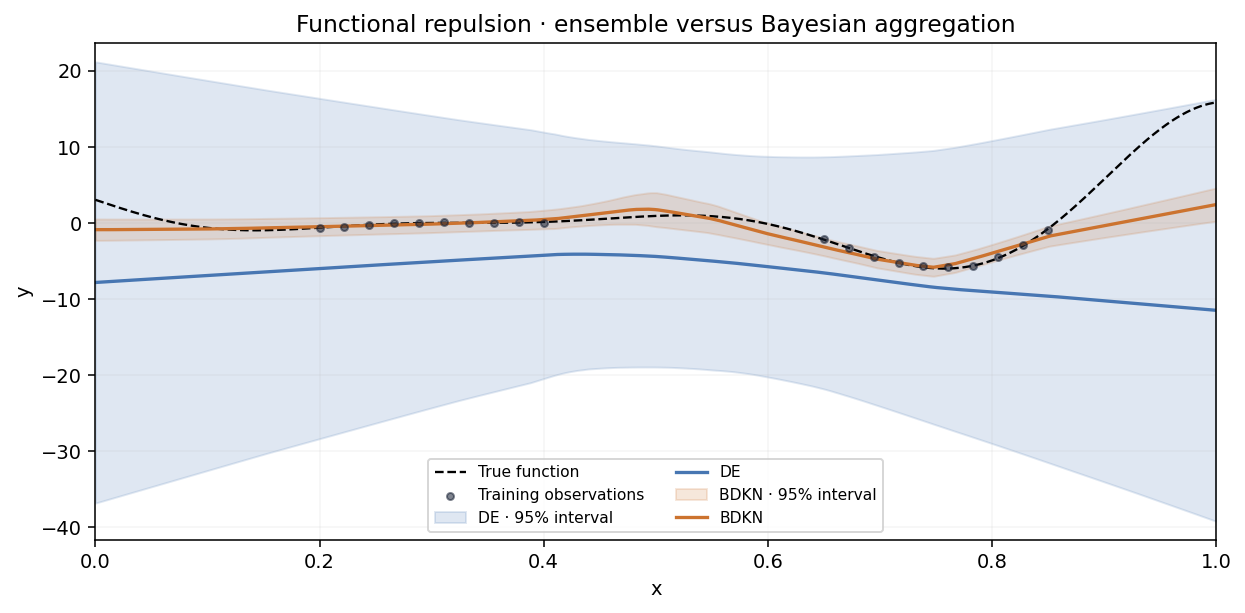 Functional repulsion · ensemble versus Bayesian aggregation
y
20
10
0
−10
−20
−30
−40
True function
Training observations
DE · 95% interval
DE
BDKN · 95% interval
BDKN
0.0 0.2 0.4 0.6 0.8 1.0
x